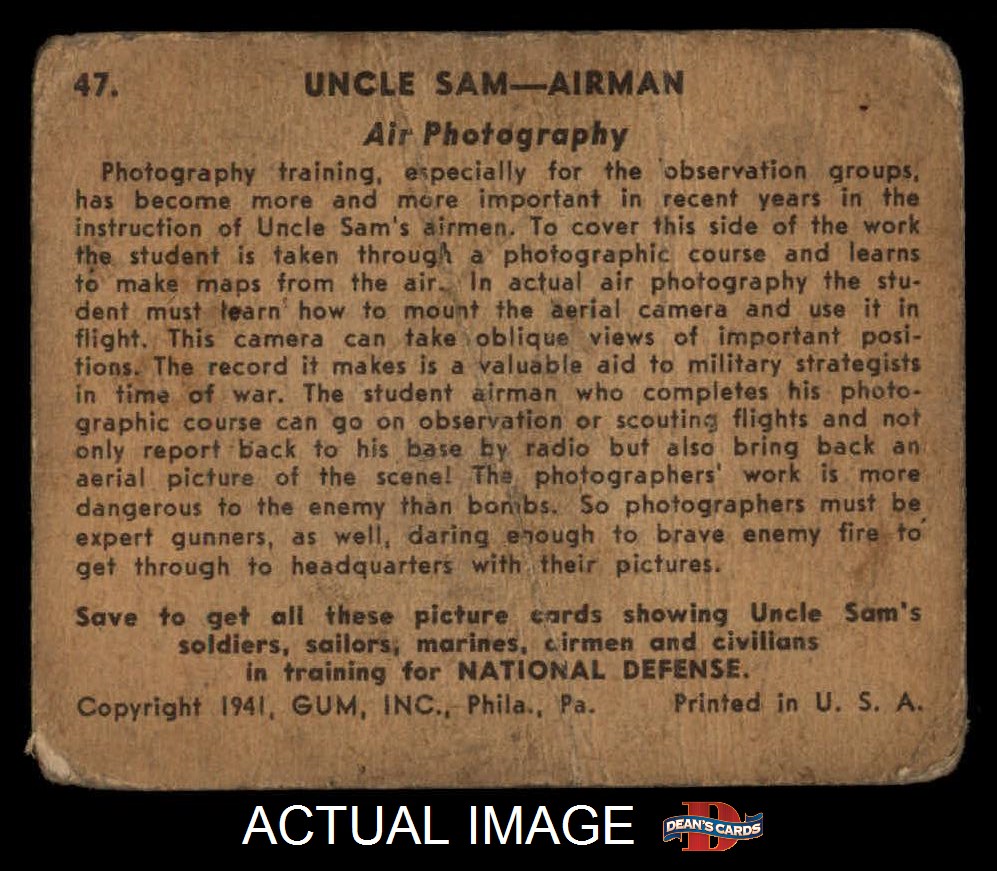 47. UNCLE SAM—AIRMAN
Air Photography
Photography training, especially for the observation groups,
has become more and more important in recent years in the
instruction of Uncle Sam's airmen. To cover this side of the work
the student is taken through a photographic course and learns
to make maps from the air. In actual air photography the stu-
dent must learn how to mount the aerial camera and use it in
flight. This camera can take oblique views of important posi-
tions. The record it makes is a valuable aid to military strategists
in time of war. The student airman who completes his photo-
graphic course can go on observation or scouting flights and not
only report back to his base by radio but also bring back an
aerial picture of the scene! The photographers' work is more
dangerous to the enemy than bombs. So photographers must be
expert gunners, as well, daring enough to brave enemy fire to
get through to headquarters with their pictures.
Save to get all these picture cards showing Uncle Sam's
soldiers, sailors, marines, airmen and civilians
in training for NATIONAL DEFENSE.
Copyright 1941, GUM, INC., Phila., Pa. Printed in U. S. A.
ACTUAL IMAGE D DEAN'S CARDS